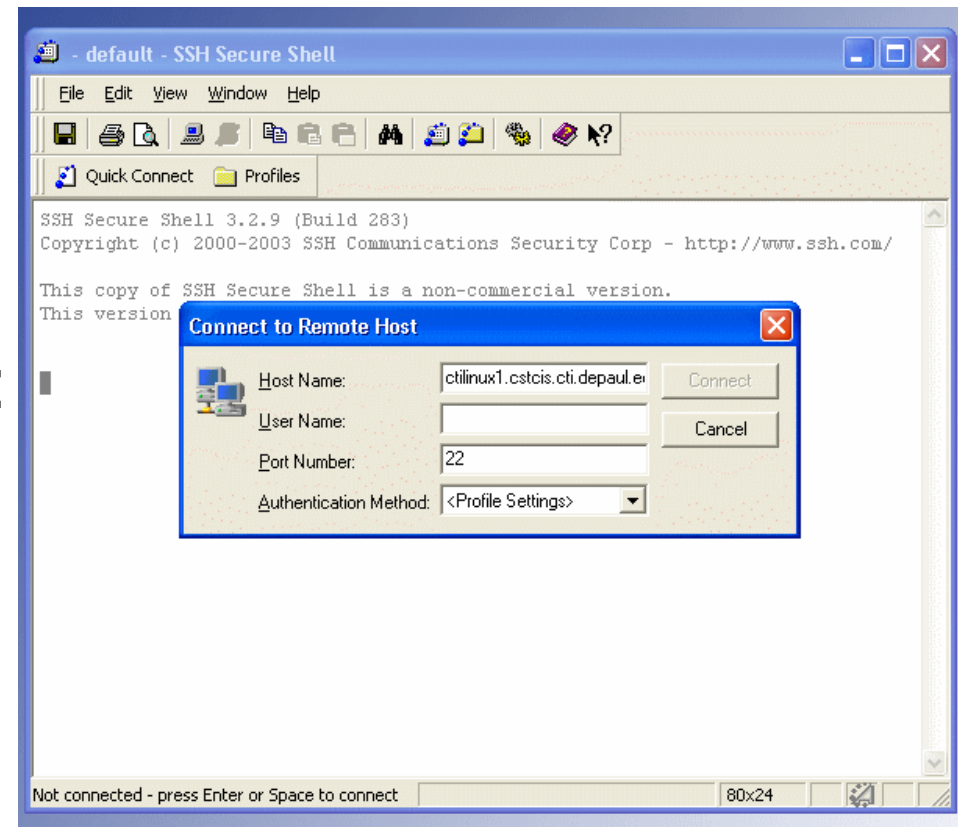 - default - SSH Secure Shell
File Edit View Window Help
Quick Connect Profiles
SSH Secure Shell 3.2.9 (Build 283)
Copyright (c) 2000-2003 SSH Communications Security Corp - http://www.ssh.com/
This copy of SSH Secure Shell is a non-commercial version.
This version
Connect to Remote Host
Host Name: ctilinux1.cstcis.cti.depaul.e Connect
User Name: Cancel
Port Number: 22
Authentication Method: <Profile Settings>
Not connected - press Enter or Space to connect 80x24